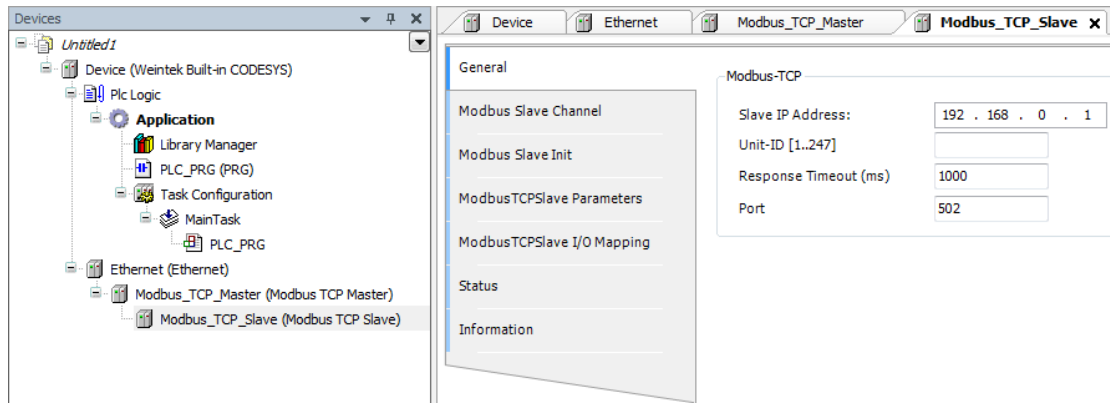 Devices
Untitled1
Device (Weintek Built-in CODESYS)
Plc Logic
Application
Library Manager
PLC_PRG (PRG)
Task Configuration
MainTask
PLC_PRG
Ethernet (Ethernet)
Modbus_TCP_Master (Modbus TCP Master)
Modbus_TCP_Slave (Modbus TCP Slave)
Device Ethernet Modbus_TCP_Master Modbus_TCP_Slave
General
Modbus Slave Channel
Modbus Slave Init
ModbusTCPSlave Parameters
ModbusTCPSlave I/O Mapping
Status
Information
Modbus-TCP
Slave IP Address: 192 . 168 . 0 . 1
Unit-ID [1..247]
Response Timeout (ms) 1000
Port 502